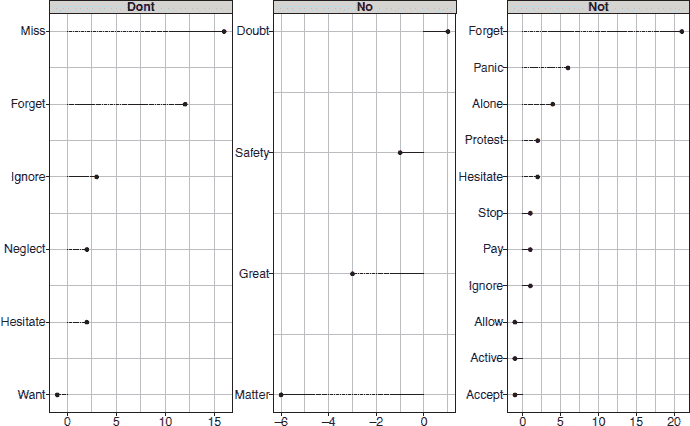 Dont
Miss
Forget
Ignore
Neglect
Hesitate
Want
0 5 10 15
No
Doubt
Safety
Great
Matter
–6 –4 –2 0
Not
Forget
Panic
Alone
Protest
Hesitate
Stop
Pay
Ignore
Allow
Active
Accept
0 5 10 15 20